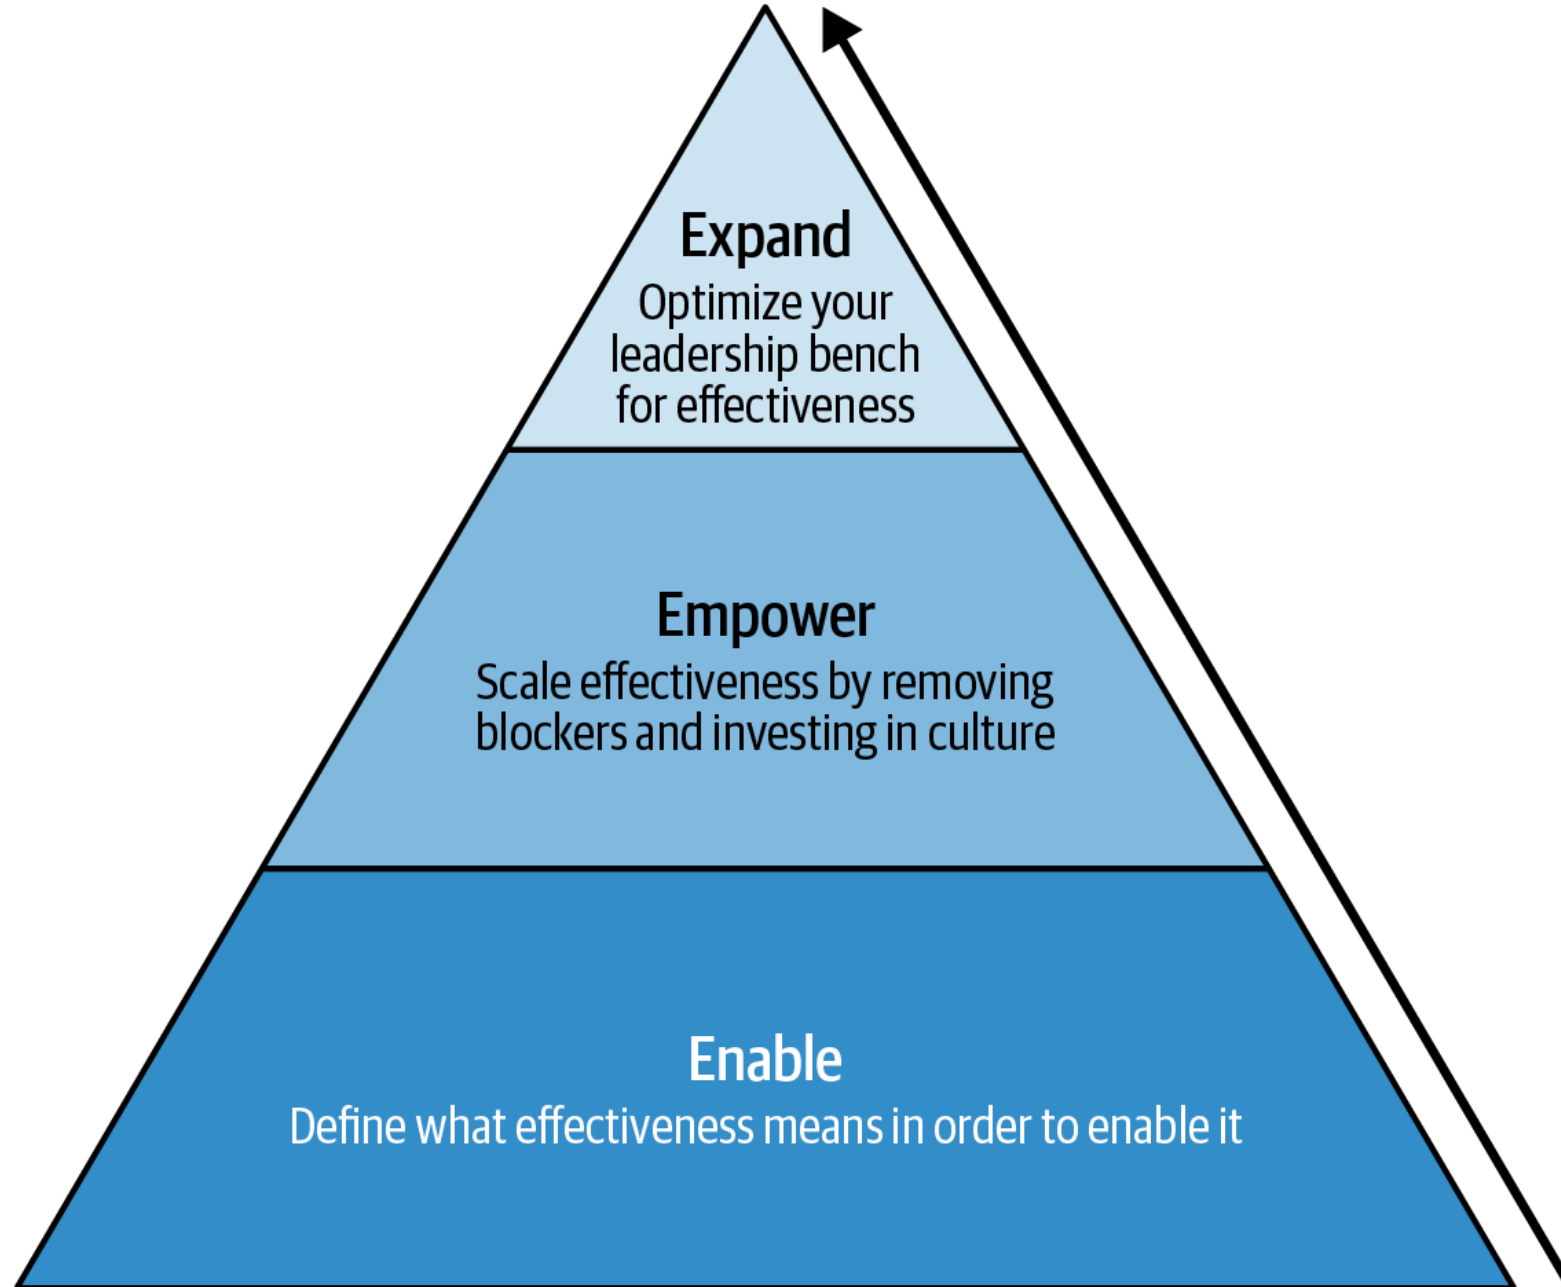 Expand
Optimize your
leadership bench
for effectiveness
Empower
Scale effectiveness by removing
blockers and investing in culture
Enable
Define what effectiveness means in order to enable it